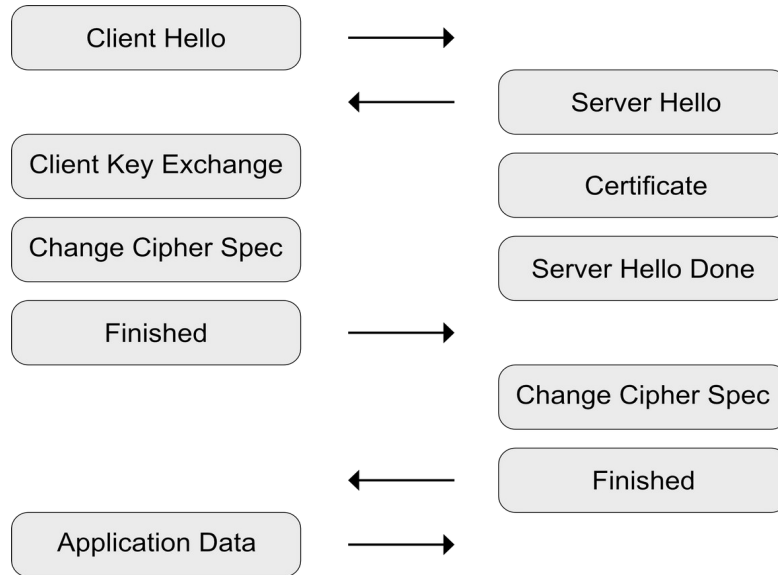 Client Hello
Server Hello
Client Key Exchange
Certificate
Change Cipher Spec
Server Hello Done
Finished
Change Cipher Spec
Finished
Application Data